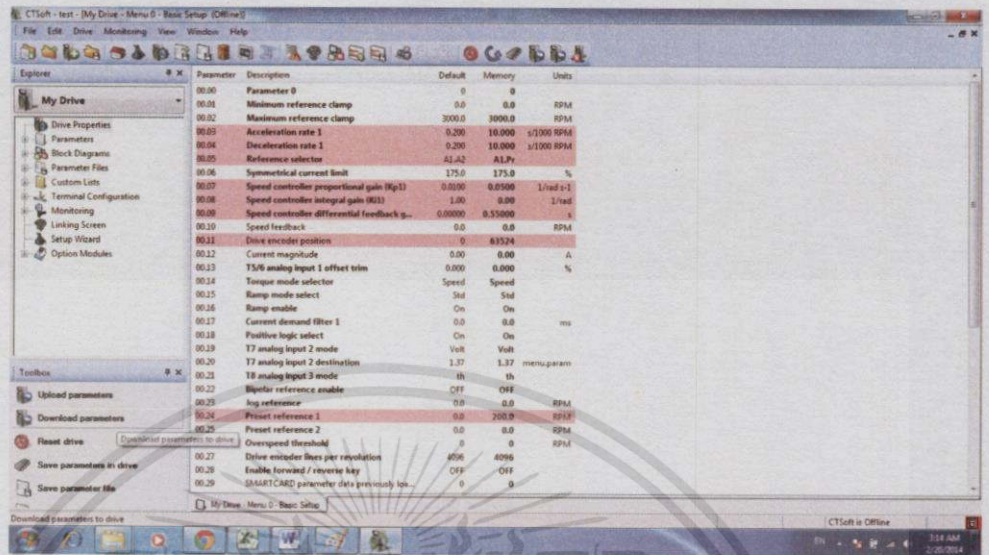 CTSoft - test - [My Drive - Menu 0 - Basic Setup (Offline)]
File Edit Drive Monitoring View Window Help
Explorer
My Drive
Drive Properties
Parameters
Block Diagrams
Parameter Files
Custom Lists
Terminal Configuration
Monitoring
Linking Screen
Setup Wizard
Option Modules
Toolbox
Upload parameters
Download parameters
Reset drive
Download parameters to drive
Save parameters in drive
Save parameter file
Parameter Description Default Memory Units
00.00 Parameter 0 0 0
00.01 Minimum reference clamp 0.0 0.0 RPM
00.02 Maximum reference clamp 3000.0 3000.0 RPM
00.03 Acceleration rate 1 0.200 10.000 s/1000 RPM
00.04 Deceleration rate 1 0.200 10.000 s/1000 RPM
00.05 Reference selector A1.A2 A1.Pr
00.06 Symmetrical current limit 175.0 175.0 %
00.07 Speed controller proportional gain (Kp1) 0.0100 0.0500 1/rad s-1
00.08 Speed controller integral gain (Ki1) 1.00 0.00 1/rad
00.09 Speed controller differential feedback g... 0.00000 0.55000 s
00.10 Speed feedback 0.0 0.0 RPM
00.11 Drive encoder position 0 63524
00.12 Current magnitude 0.00 0.00 A
00.13 T5/6 analog input 1 offset trim 0.000 0.000 %
00.14 Torque mode selector Speed Speed
00.15 Ramp mode select Std Std
00.16 Ramp enable On On
00.17 Current demand filter 1 0.0 0.0 ms
00.18 Positive logic select On On
00.19 T7 analog input 2 mode Volt Volt
00.20 T7 analog input 2 destination 1.37 1.37 menu.param
00.21 T8 analog input 3 mode th th
00.22 Bipolar reference enable OFF OFF
00.23 Jog reference 0.0 0.0 RPM
00.24 Preset reference 1 0.0 200.0 RPM
00.25 Preset reference 2 0.0 0.0 RPM
Overspeed threshold 0 0 RPM
00.27 Drive encoder lines per revolution 4096 4096
00.28 Enable forward / reverse key OFF OFF
00.29 SMARTCARD parameter data previously loa... 0 0
My Drive : Menu 0 - Basic Setup
Download parameters to drive
CTSoft is Offline
EN
3:14 AM
2/20/2014